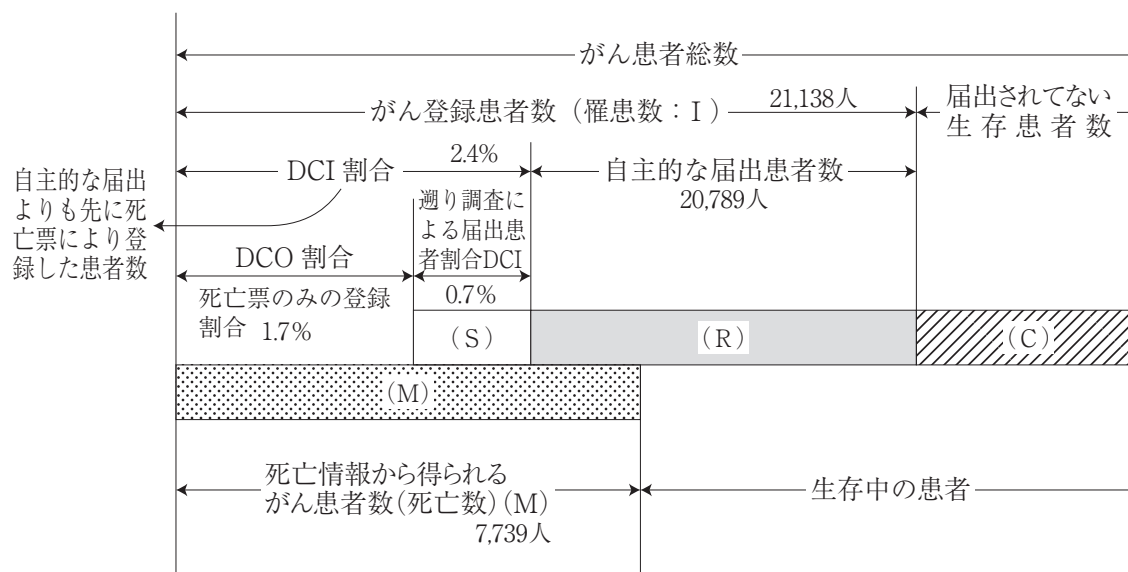 がん患者総数
がん登録患者数（罹患数：I）
21,138人
届出されてない
生存患者数
自主的な届出
よりも先に死
亡票により登
録した患者数
DCI 割合
2.4%
自主的な届出患者数
20,789人
遡り調査に
よる届出患
者割合DCI
0.7%
DCO 割合
死亡票のみの登録
割合 1.7%
（S）
（R）
（C）
（M）
死亡情報から得られる
がん患者数（死亡数）（M）
7,739人
生存中の患者